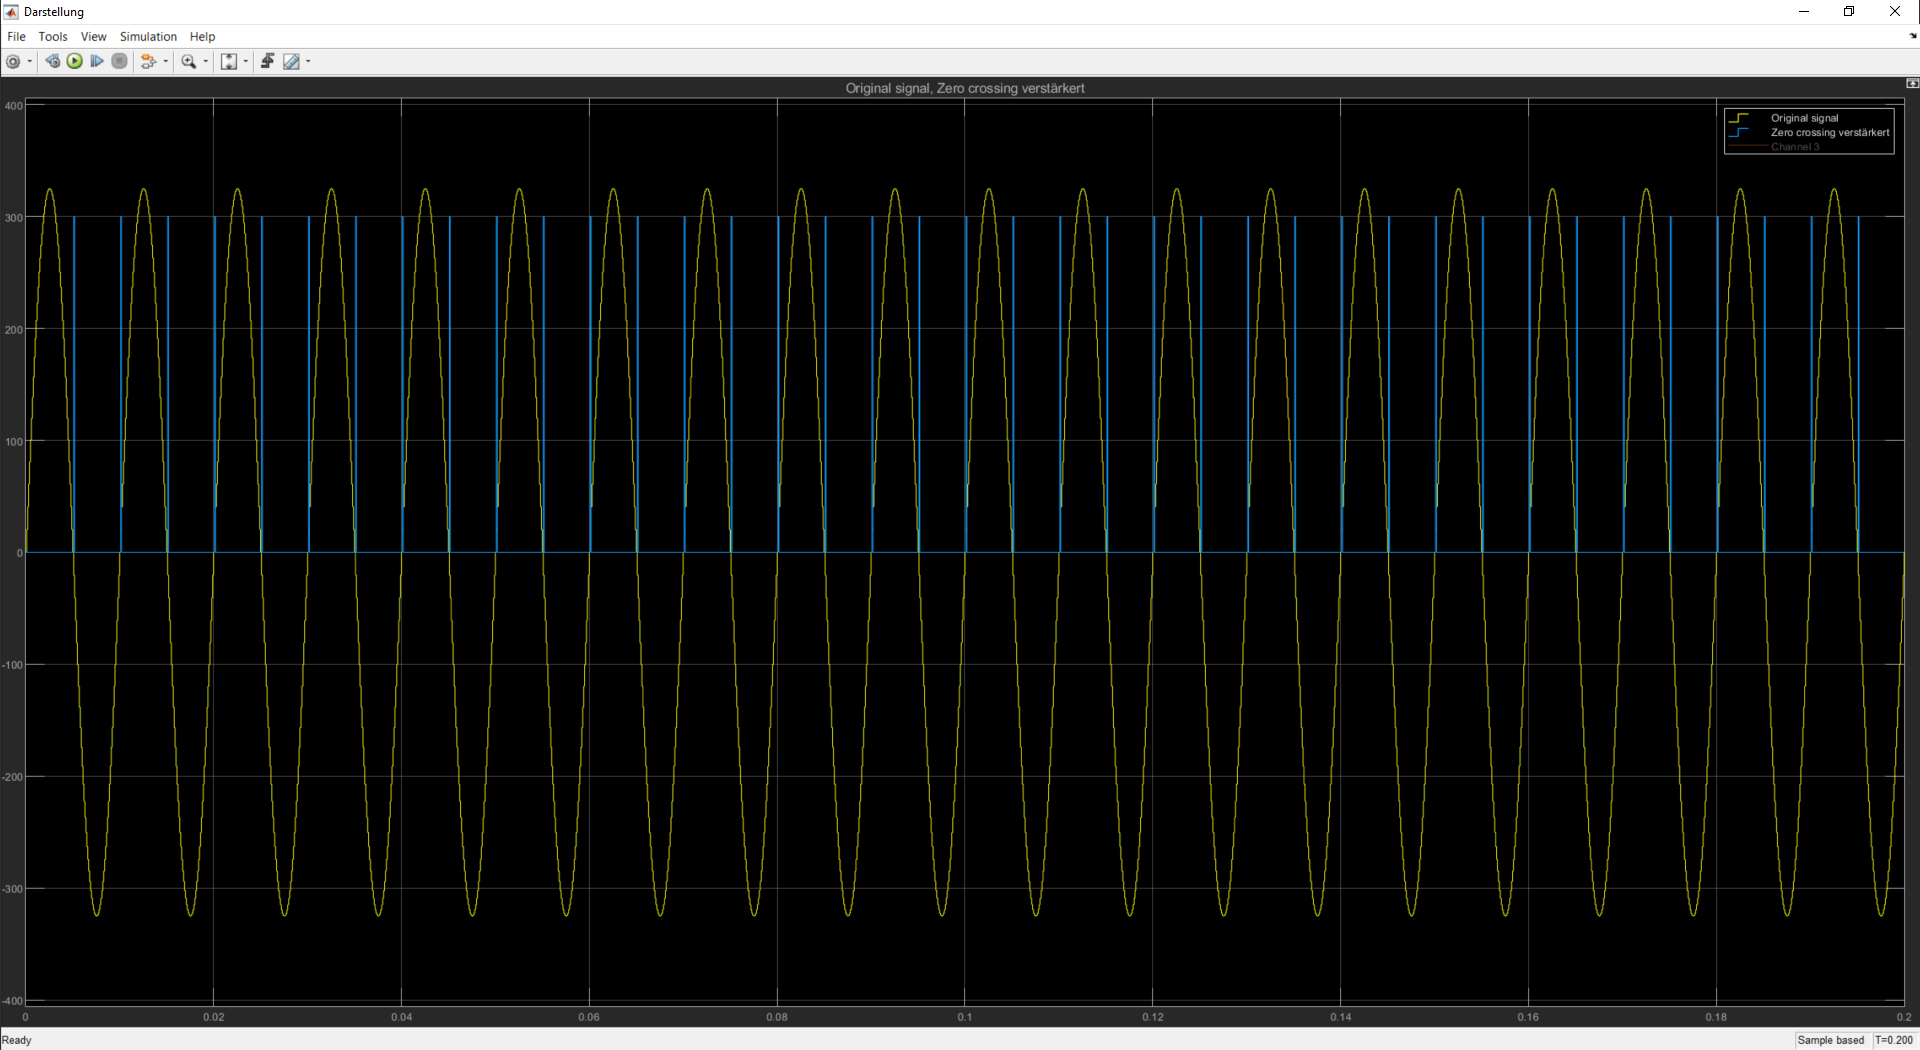 Darstellung
File Tools View Simulation Help
Original signal, Zero crossing verstärkert
Original signal
Zero crossing verstärkert
Channel 3
400
300
200
100
0
-100
-200
-300
-400
0 0.02 0.04 0.06 0.08 0.1 0.12 0.14 0.16 0.18 0.2
Ready Sample based T=0.200